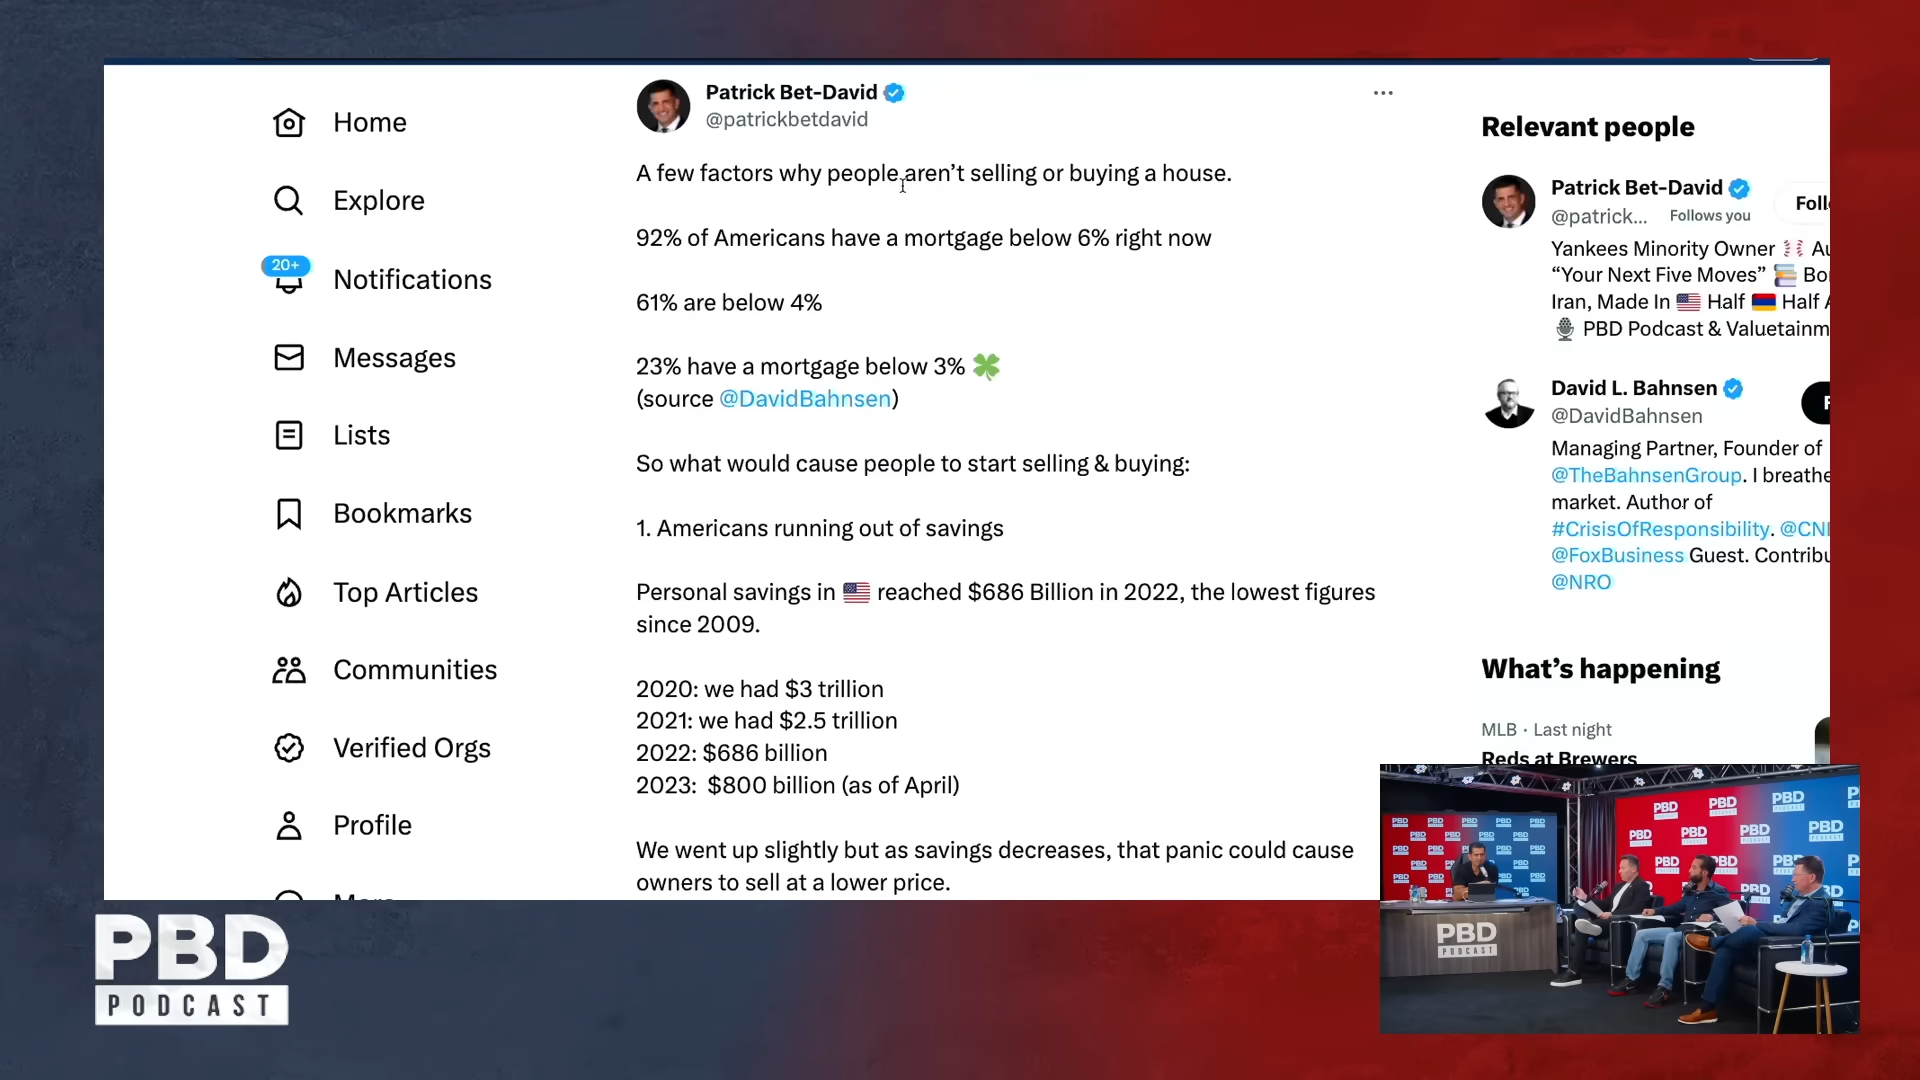 Home
Explore
20+
Notifications
Messages
Lists
Bookmarks
Top Articles
Communities
Verified Orgs
Profile
Patrick Bet-David
@patrickbetdavid
A few factors why people aren’t selling or buying a house.
92% of Americans have a mortgage below 6% right now
61% are below 4%
23% have a mortgage below 3% 🍀
(source @DavidBahnsen)
So what would cause people to start selling & buying:
1. Americans running out of savings
Personal savings in 🇺🇸 reached $686 Billion in 2022, the lowest figures
since 2009.
2020: we had $3 trillion
2021: we had $2.5 trillion
2022: $686 billion
2023:  $800 billion (as of April)
We went up slightly but as savings decreases, that panic could cause
owners to sell at a lower price.
Relevant people
Patrick Bet-David
@patrick... Follows you
Yankees Minority Owner ⚾
“Your Next Five Moves” 📚
Iran, Made In 🇺🇸 Half 🇦🇲 Half
🎙️ PBD Podcast &
David L. Bahnsen
@DavidBahnsen
Managing Partner, Founder of
@TheBahnsenGroup. I breathe
market. Author of
#CrisisOfResponsibility.
@FoxBusiness Guest.
@NRO
What’s happening
MLB · Last night
Reds at Brewers
PBD
PODCAST
PBD
PODCAST